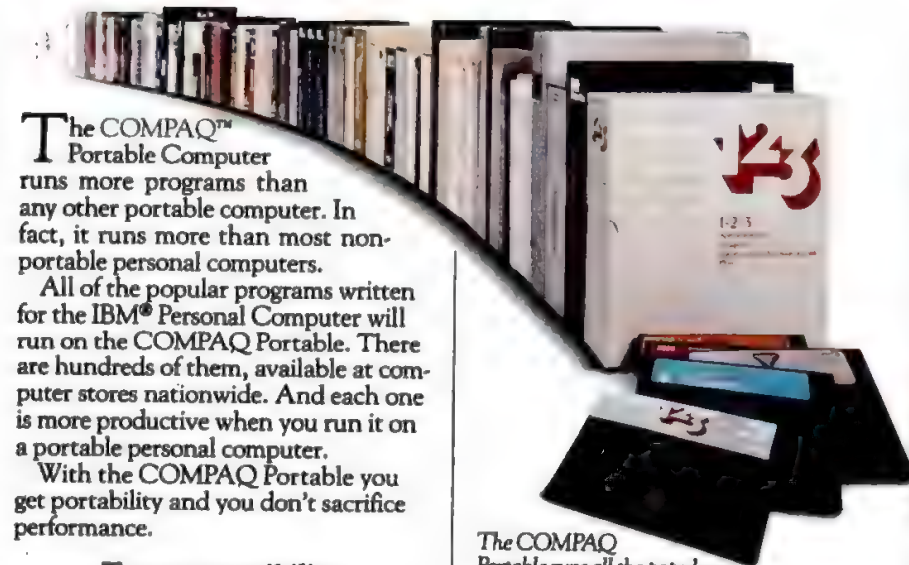 The COMPAQ™
Portable Computer
runs more programs than
any other portable computer. In
fact, it runs more than most non-
portable personal computers.
All of the popular programs written
for the IBM® Personal Computer will
run on the COMPAQ Portable. There
are hundreds of them, available at com-
puter stores nationwide. And each one
is more productive when you run it on
a portable personal computer.
With the COMPAQ Portable you
get portability and you don't sacrifice
performance.
123
1-2-3
123
The COMPAQ